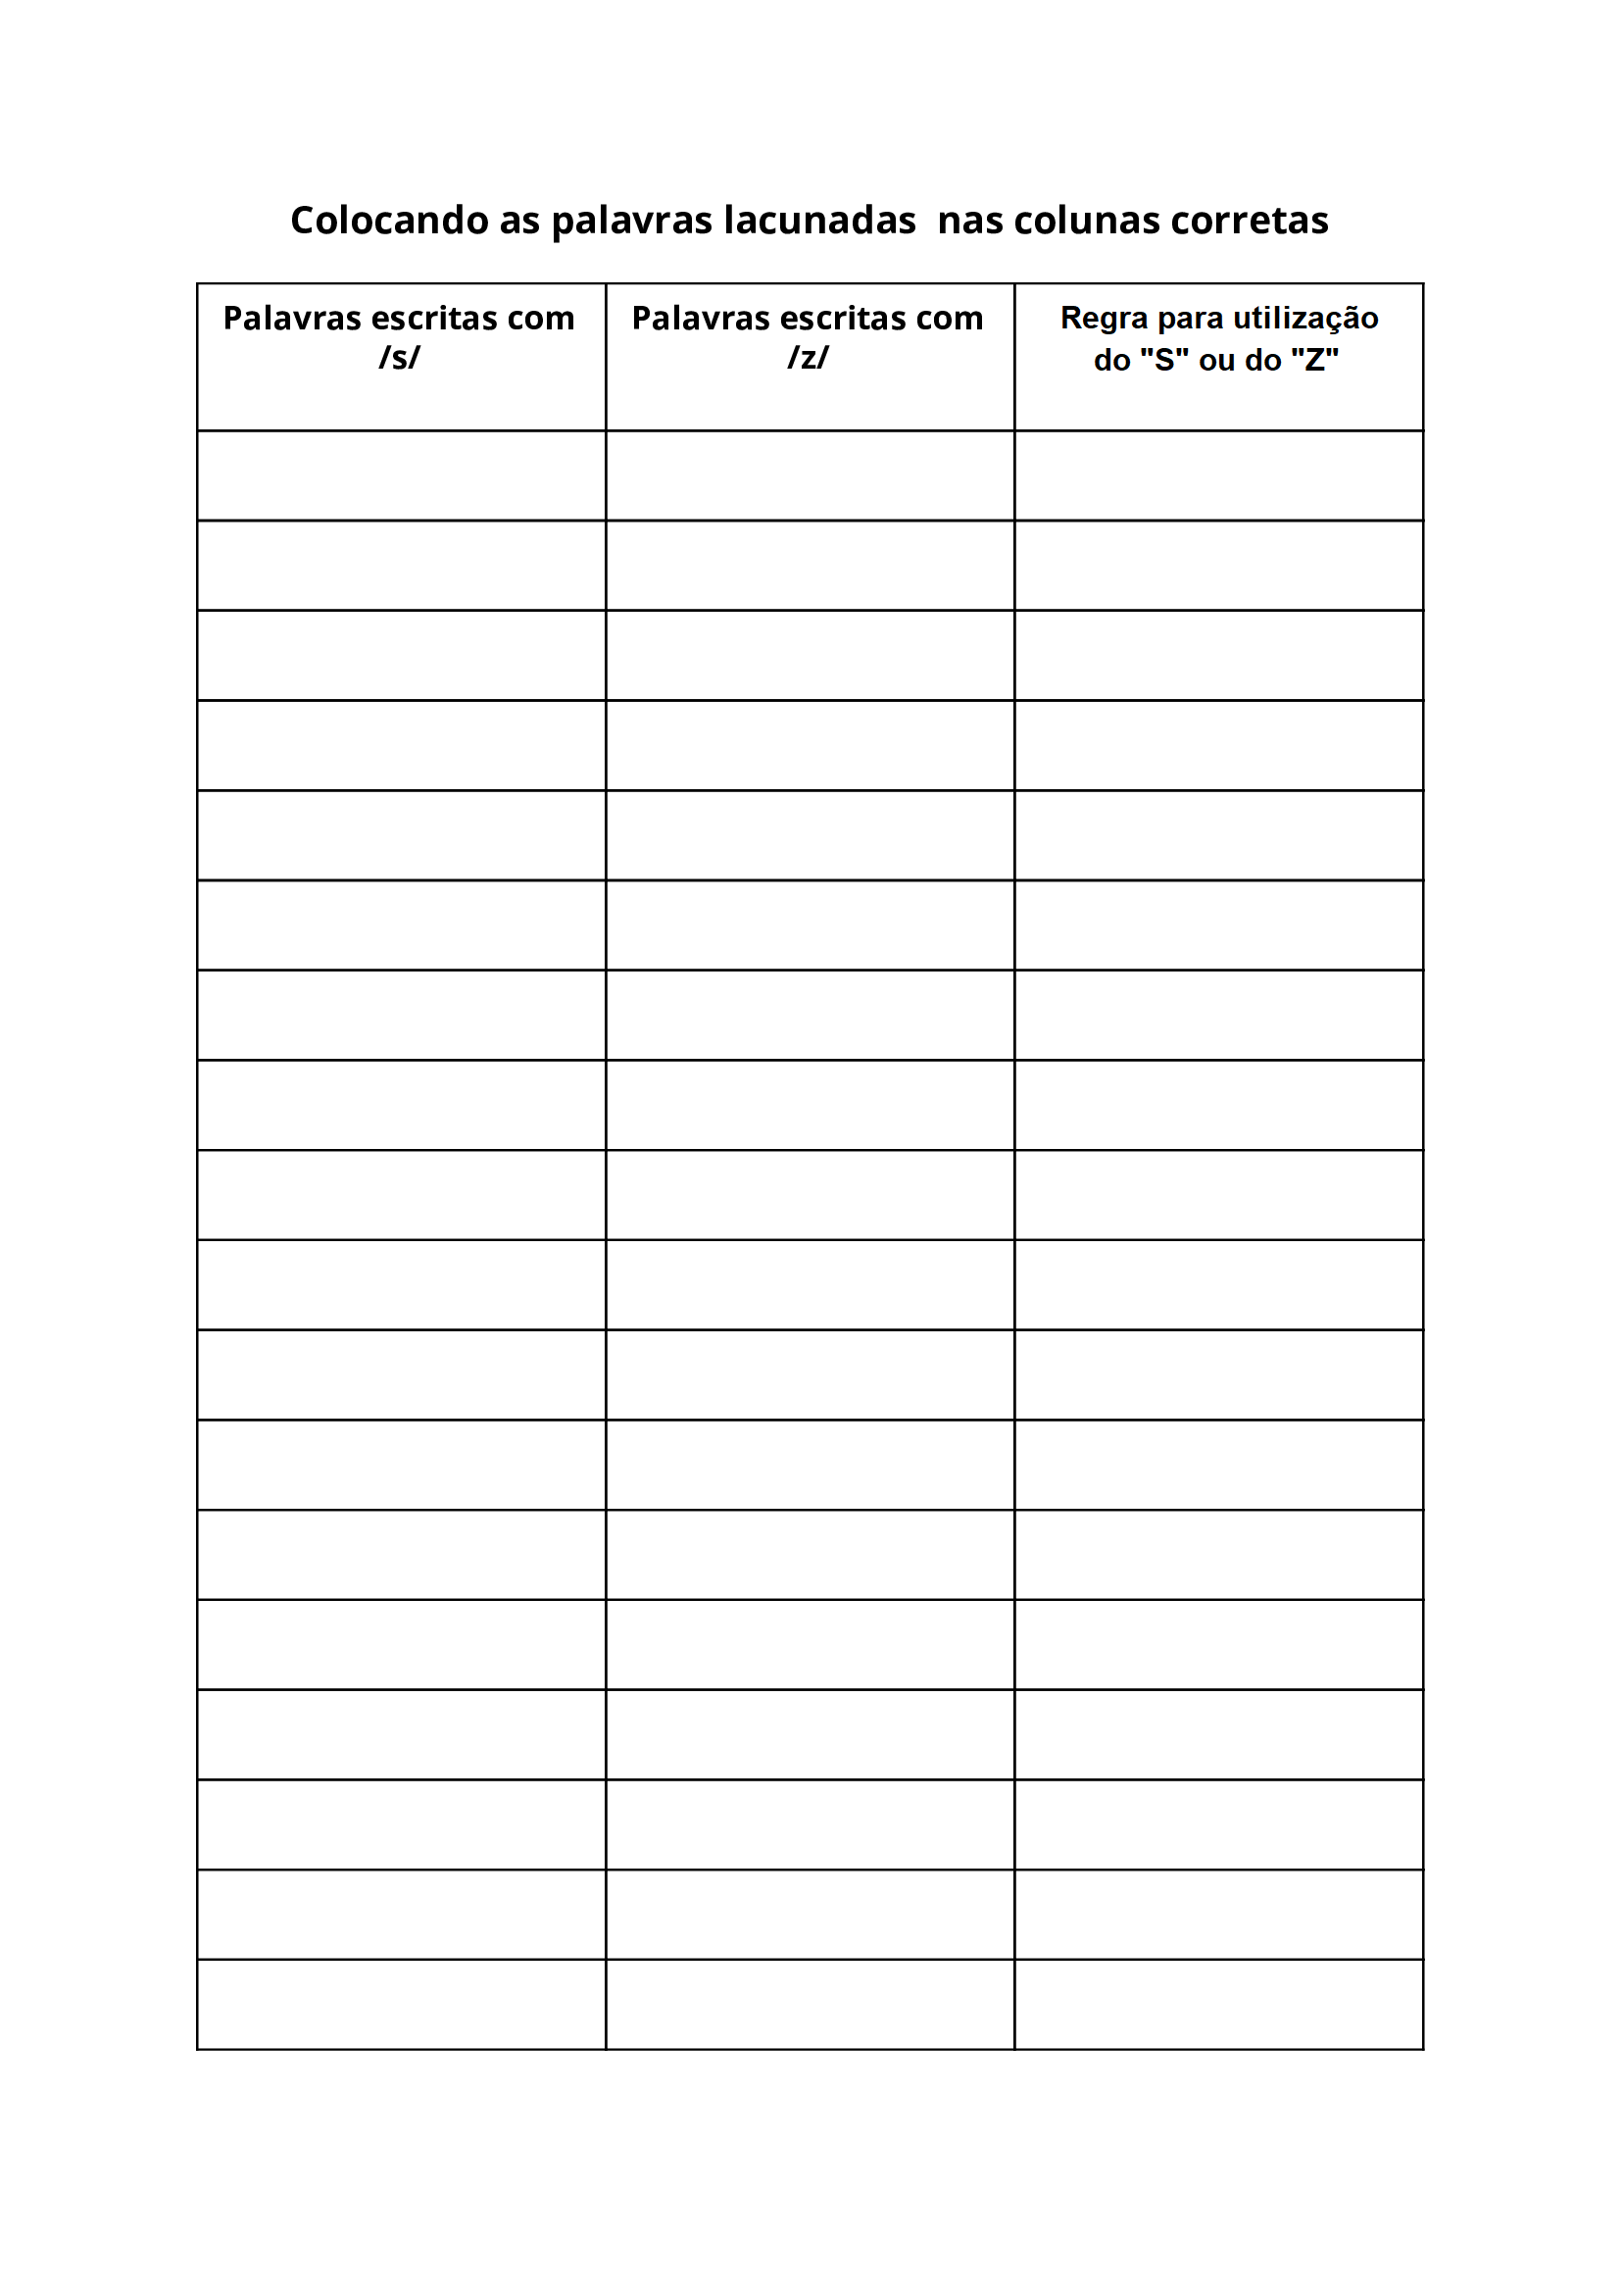 Colocando as palavras lacunadas  nas colunas corretas
Palavras escritas com
/s/
Palavras escritas com
/z/
Regra para utilização
do "S" ou do "Z"